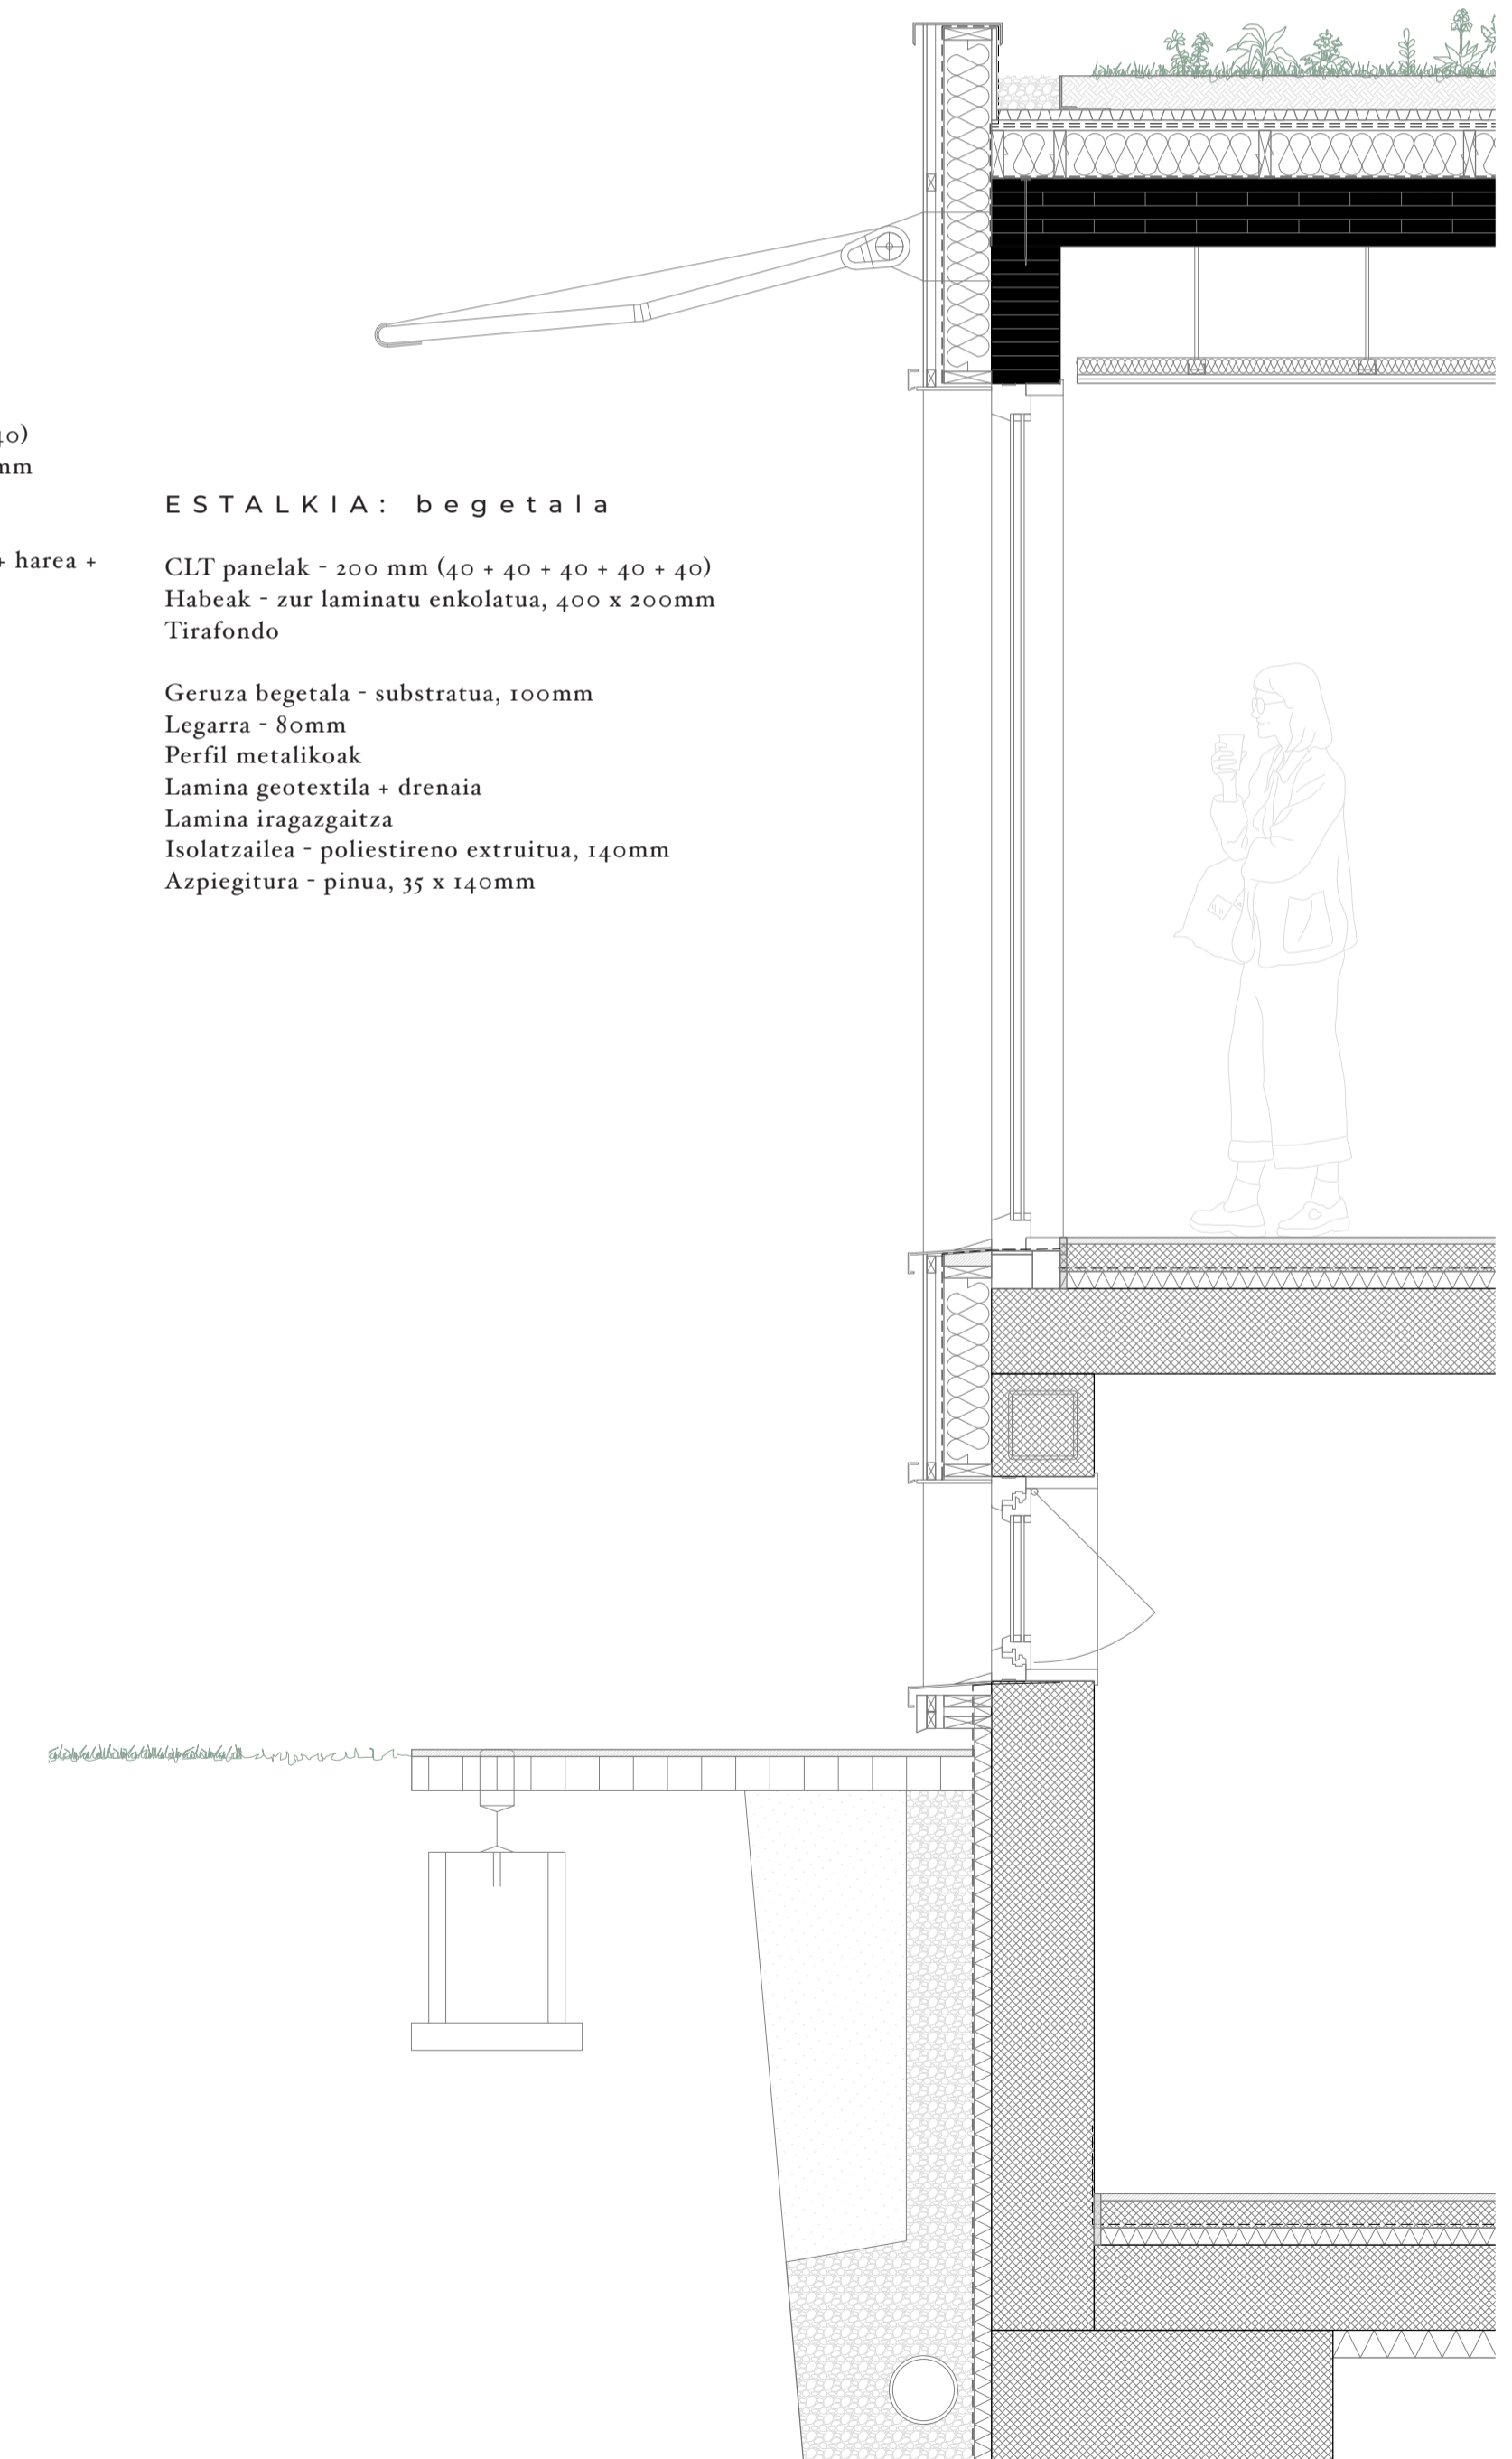 40)
mm
+ harea +
ESTALKIA: begetala
CLT panelak - 200 mm (40 + 40 + 40 + 40 + 40)
Habeak - zur laminatu enkolatua, 400 x 200mm
Tirafondo
Geruza begetala - substratua, 100mm
Legarra - 80mm
Perfil metalikoak
Lamina geotextila + drenaia
Lamina iragazgaitza
Isolatzailea - poliestireno extruitua, 140mm
Azpiegitura - pinua, 35 x 140mm